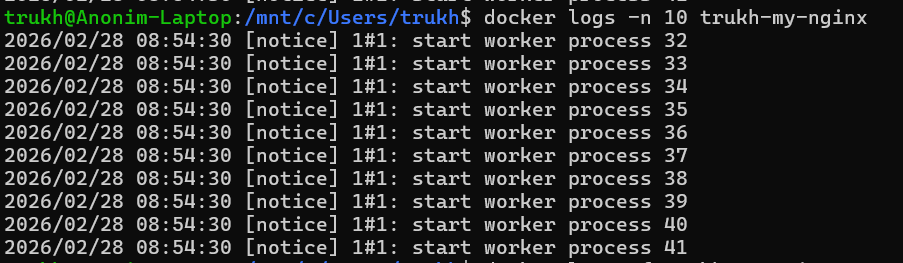 trukh@Anonim-Laptop:/mnt/c/Users/trukh$ docker logs -n 10 trukh-my-nginx
2026/02/28 08:54:30 [notice] 1#1: start worker process 32
2026/02/28 08:54:30 [notice] 1#1: start worker process 33
2026/02/28 08:54:30 [notice] 1#1: start worker process 34
2026/02/28 08:54:30 [notice] 1#1: start worker process 35
2026/02/28 08:54:30 [notice] 1#1: start worker process 36
2026/02/28 08:54:30 [notice] 1#1: start worker process 37
2026/02/28 08:54:30 [notice] 1#1: start worker process 38
2026/02/28 08:54:30 [notice] 1#1: start worker process 39
2026/02/28 08:54:30 [notice] 1#1: start worker process 40
2026/02/28 08:54:30 [notice] 1#1: start worker process 41